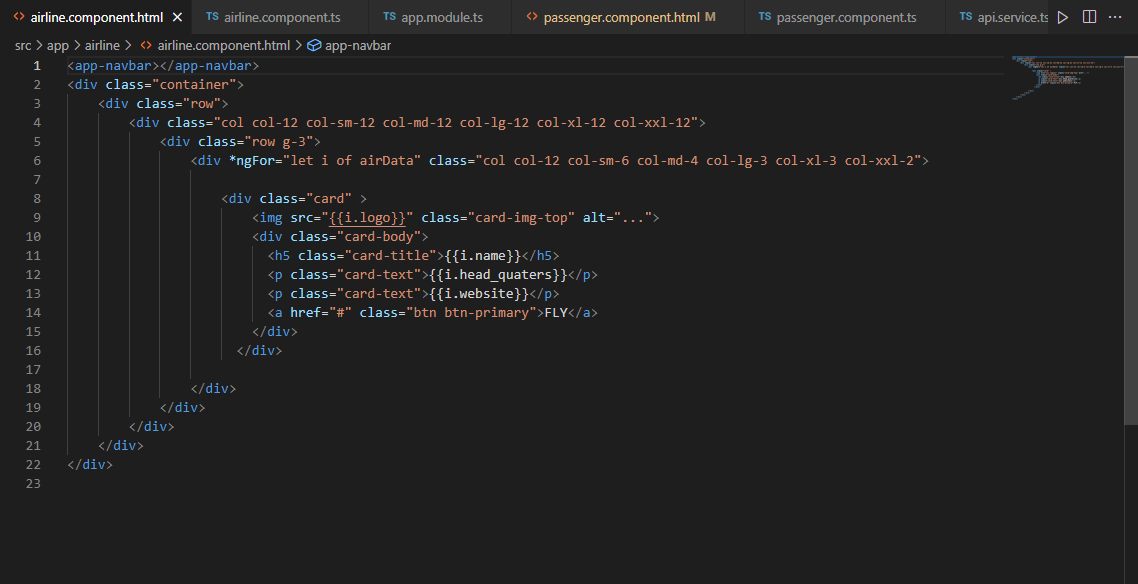 <> airline.component.html × TS airline.component.ts TS app.module.ts <> passenger.component.html M TS passenger.component.ts TS api.service.ts
src > app > airline > <> airline.component.html > app-navbar
1 <app-navbar></app-navbar>
2 <div class="container">
3 <div class="row">
4 <div class="col col-12 col-sm-12 col-md-12 col-lg-12 col-xl-12 col-xxl-12">
5 <div class="row g-3">
6 <div *ngFor="let i of airData" class="col col-12 col-sm-6 col-md-4 col-lg-3 col-xl-3 col-xxl-2">
7
8 <div class="card" >
9 <img src="{{i.logo}}" class="card-img-top" alt="...">
10 <div class="card-body">
11 <h5 class="card-title">{{i.name}}</h5>
12 <p class="card-text">{{i.head_quaters}}</p>
13 <p class="card-text">{{i.website}}</p>
14 <a href="#" class="btn btn-primary">FLY</a>
15 </div>
16 </div>
17
18 </div>
19 </div>
20 </div>
21 </div>
22 </div>
23